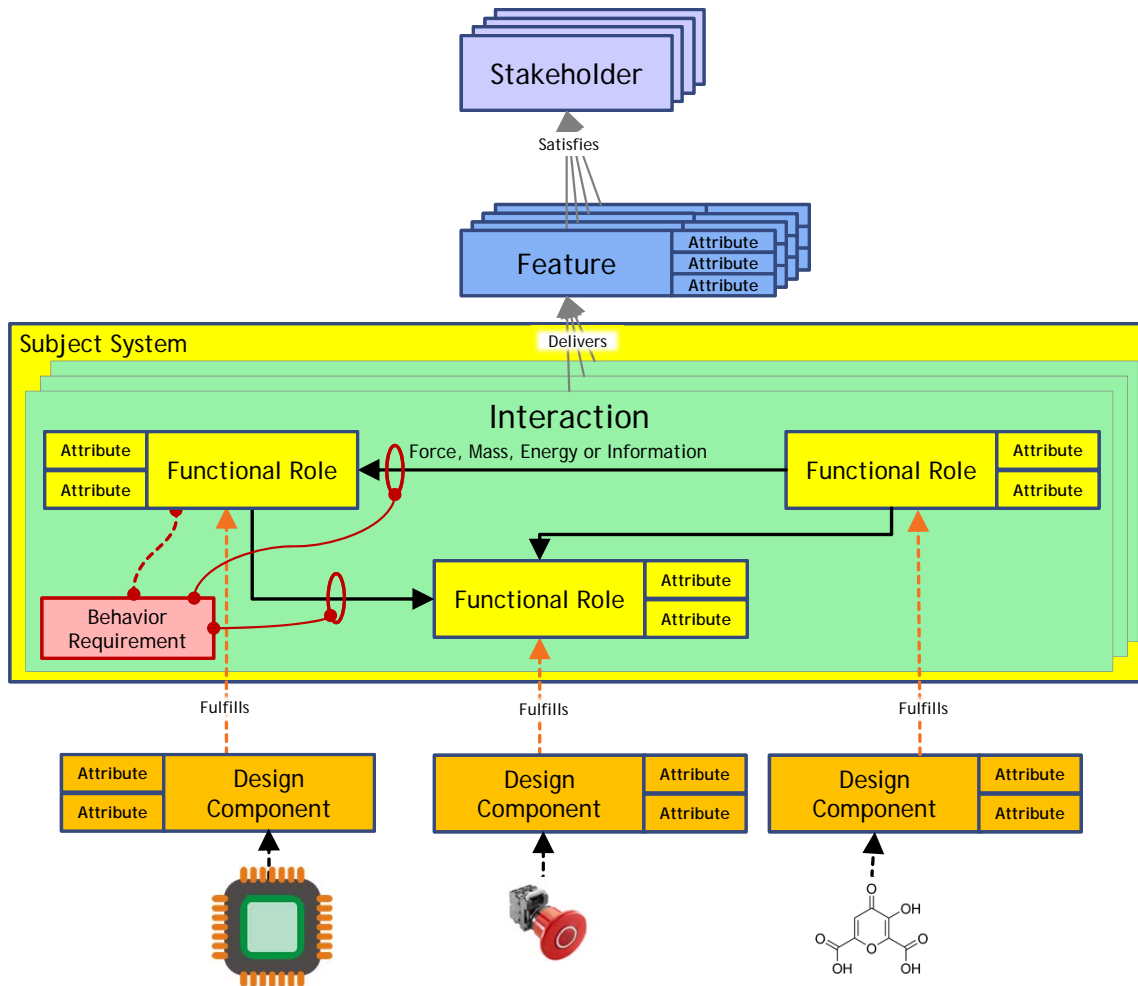 Stakeholder
Satisfies
Feature
Attribute
Attribute
Attribute
Subject System
Delivers
Interaction
Force, Mass, Energy or Information
Attribute
Attribute
Functional Role
Functional Role
Attribute
Attribute
Functional Role
Attribute
Attribute
Behavior
Requirement
Fulfills
Fulfills
Fulfills
Attribute
Attribute
Design
Component
Design
Component
Attribute
Attribute
Design
Component
Attribute
Attribute
O
OH
O
O
O
OH
OH